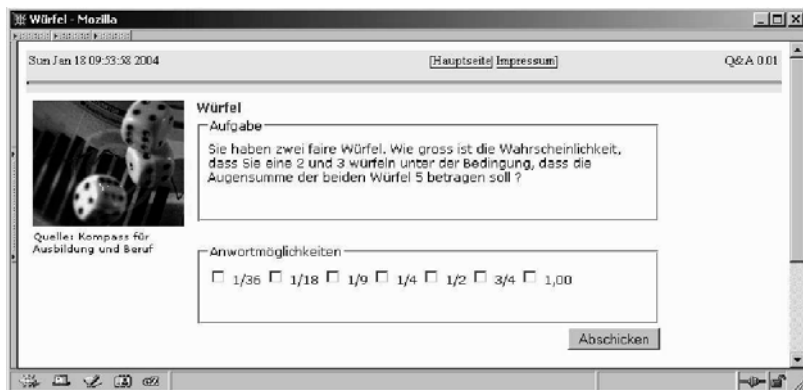 Würfel - Mozilla
Sun Jan 18 09:53:58 2004 [Hauptseite| Impressum] Q&A 0.01
Würfel
Aufgabe
Sie haben zwei faire Würfel. Wie gross ist die Wahrscheinlichkeit,
dass Sie eine 2 und 3 würfeln unter der Bedingung, dass die
Augensumme der beiden Würfel 5 betragen soll ?
Quelle: Kompass für
Ausbildung und Beruf
Anwortmöglichkeiten
1/36 1/18 1/9 1/4 1/2 3/4 1,00
Abschicken